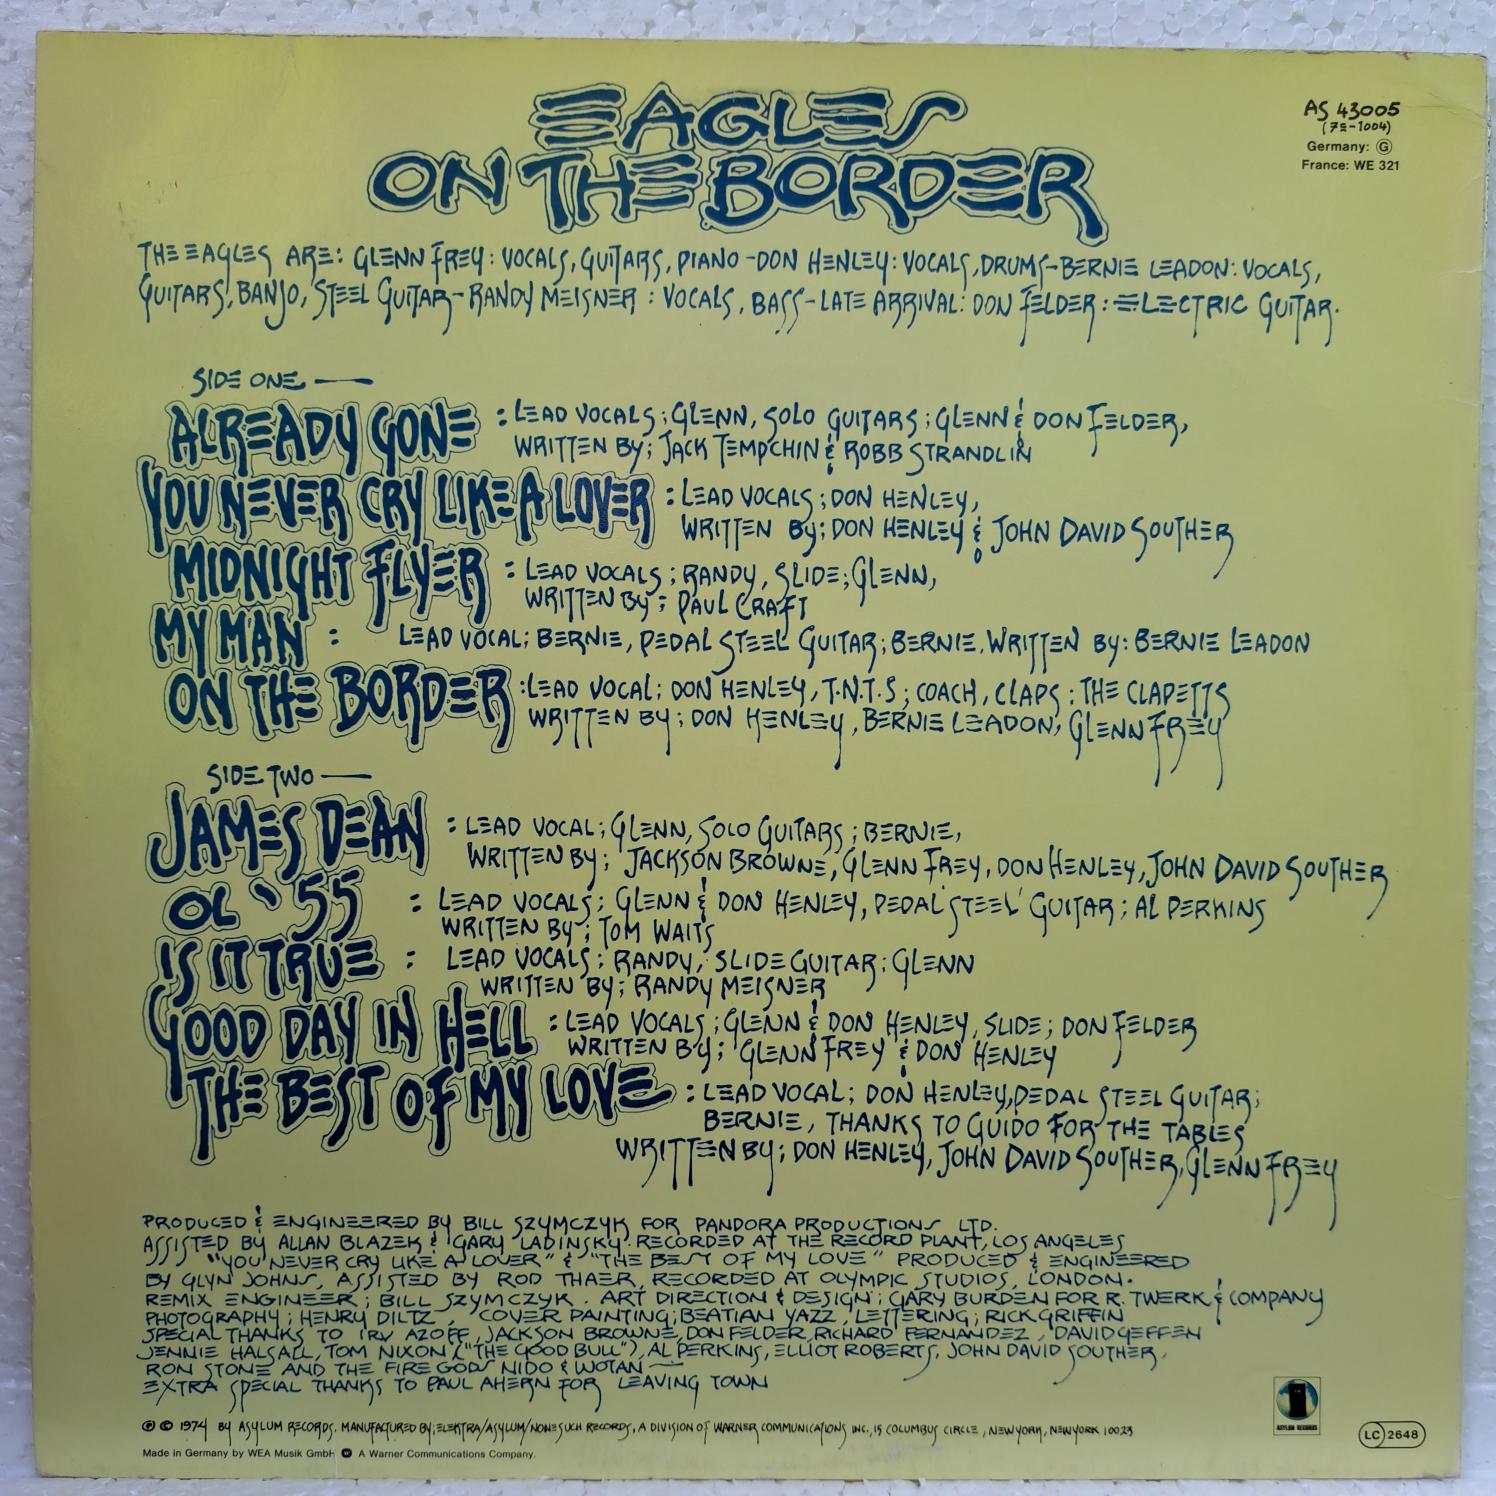 EAGLES
ON THE BORDER
AS 43005
(7E-1004)
Germany: G
France: WE 321
THE EAGLES ARE: GLENN FREY: VOCALS, GUITARS, PIANO - DON HENLEY: VOCALS, DRUMS - BERNIE LEADON: VOCALS,
GUITARS, BANJO, STEEL GUITAR - RANDY MEISNER : VOCALS, BASS - LATE ARRIVAL: DON FELDER : ELECTRIC GUITAR.
SIDE ONE —
ALREADY GONE : LEAD VOCALS; GLENN, SOLO GUITARS; GLENN & DON FELDER,
WRITTEN BY; JACK TEMPCHIN & ROBB STRANDLIN
YOU NEVER CRY LIKE A LOVER : LEAD VOCALS; DON HENLEY,
WRITTEN BY; DON HENLEY & JOHN DAVID SOUTHER
MIDNIGHT FLYER : LEAD VOCALS; RANDY, SLIDE; GLENN,
WRITTEN BY; PAUL CRAFT
MY MAN : LEAD VOCAL; BERNIE, PEDAL STEEL GUITAR; BERNIE, WRITTEN BY: BERNIE LEADON
ON THE BORDER : LEAD VOCAL; DON HENLEY, T.N.T.S; COACH, CLAPS : THE CLAPETTS
WRITTEN BY; DON HENLEY, BERNIE LEADON, GLENN FREY
SIDE TWO —
JAMES DEAN : LEAD VOCAL; GLENN, SOLO GUITARS; BERNIE,
WRITTEN BY; JACKSON BROWNE, GLENN FREY, DON HENLEY, JOHN DAVID SOUTHER
OL '55 : LEAD VOCALS; GLENN & DON HENLEY, PEDAL STEEL GUITAR; AL PERKINS
WRITTEN BY; TOM WAITS
IS IT TRUE : LEAD VOCALS; RANDY, SLIDE GUITAR; GLENN
WRITTEN BY; RANDY MEISNER
GOOD DAY IN HELL : LEAD VOCALS; GLENN & DON HENLEY, SLIDE; DON FELDER
WRITTEN BY; GLENN FREY & DON HENLEY
THE BEST OF MY LOVE : LEAD VOCAL; DON HENLEY, PEDAL STEEL GUITAR;
BERNIE, THANKS TO GUIDO FOR THE TABLES
WRITTEN BY; DON HENLEY, JOHN DAVID SOUTHER, GLENN FREY
PRODUCED & ENGINEERED BY BILL SZYMCZYK FOR PANDORA PRODUCTIONS LTD.
ASSISTED BY ALLAN BLAZEK & GARY LADINSKY. RECORDED AT THE RECORD PLANT, LOS ANGELES
"YOU NEVER CRY LIKE A LOVER" & "THE BEST OF MY LOVE" PRODUCED & ENGINEERED
BY GLYN JOHNS, ASSISTED BY ROD THAER, RECORDED AT OLYMPIC STUDIOS, LONDON.
REMIX ENGINEER; BILL SZYMCZYK. ART DIRECTION & DESIGN; GARY BURDEN FOR R. TWERK & COMPANY
PHOTOGRAPHY; HENRY DILTZ, COVER PAINTING; BEATIAN YAZZ, LETTERING; RICK GRIFFIN
SPECIAL THANKS TO IRV AZOFF, JACKSON BROWNE, DON FELDER, RICHARD FERNANDEZ, DAVID GEFFEN
JENNIE HALSALL, TOM NIXON ("THE GOOD BULL"), AL PERKINS, ELLIOT ROBERTS, JOHN DAVID SOUTHER,
RON STONE AND THE FIRE GODS NIDO & WOTAN —
EXTRA SPECIAL THANKS TO PAUL AHERN FOR LEAVING TOWN
℗ © 1974 BY ASYLUM RECORDS. MANUFACTURED BY; ELEKTRA/ASYLUM/NONESUCH RECORDS, A DIVISION OF WARNER COMMUNICATIONS INC., 15 COLUMBUS CIRCLE, NEW YORK, NEW YORK 10023
Made in Germany by WEA Musik GmbH W A Warner Communications Company.
ASYLUM RECORDS
LC 2648